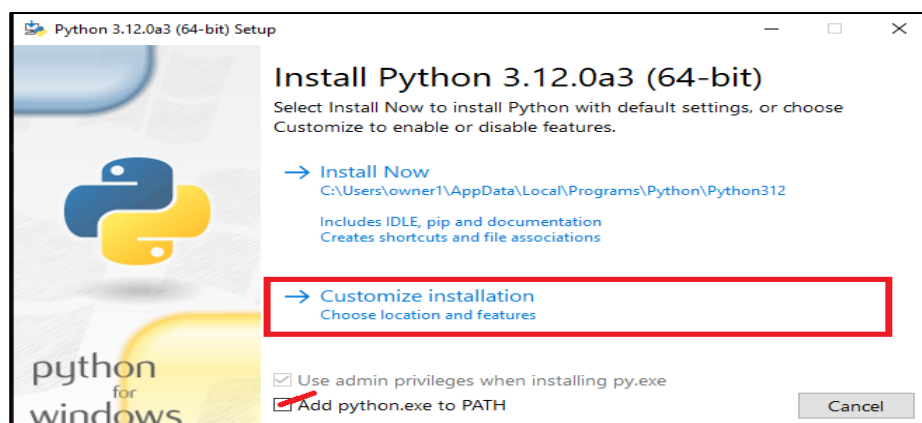 Python 3.12.0a3 (64-bit) Setup
Install Python 3.12.0a3 (64-bit)
Select Install Now to install Python with default settings, or choose
Customize to enable or disable features.
Install Now
C:\Users\owner1\AppData\Local\Programs\Python\Python312
Includes IDLE, pip and documentation
Creates shortcuts and file associations
Customize installation
Choose location and features
python
for
windows
Use admin privileges when installing py.exe
Add python.exe to PATH
Cancel